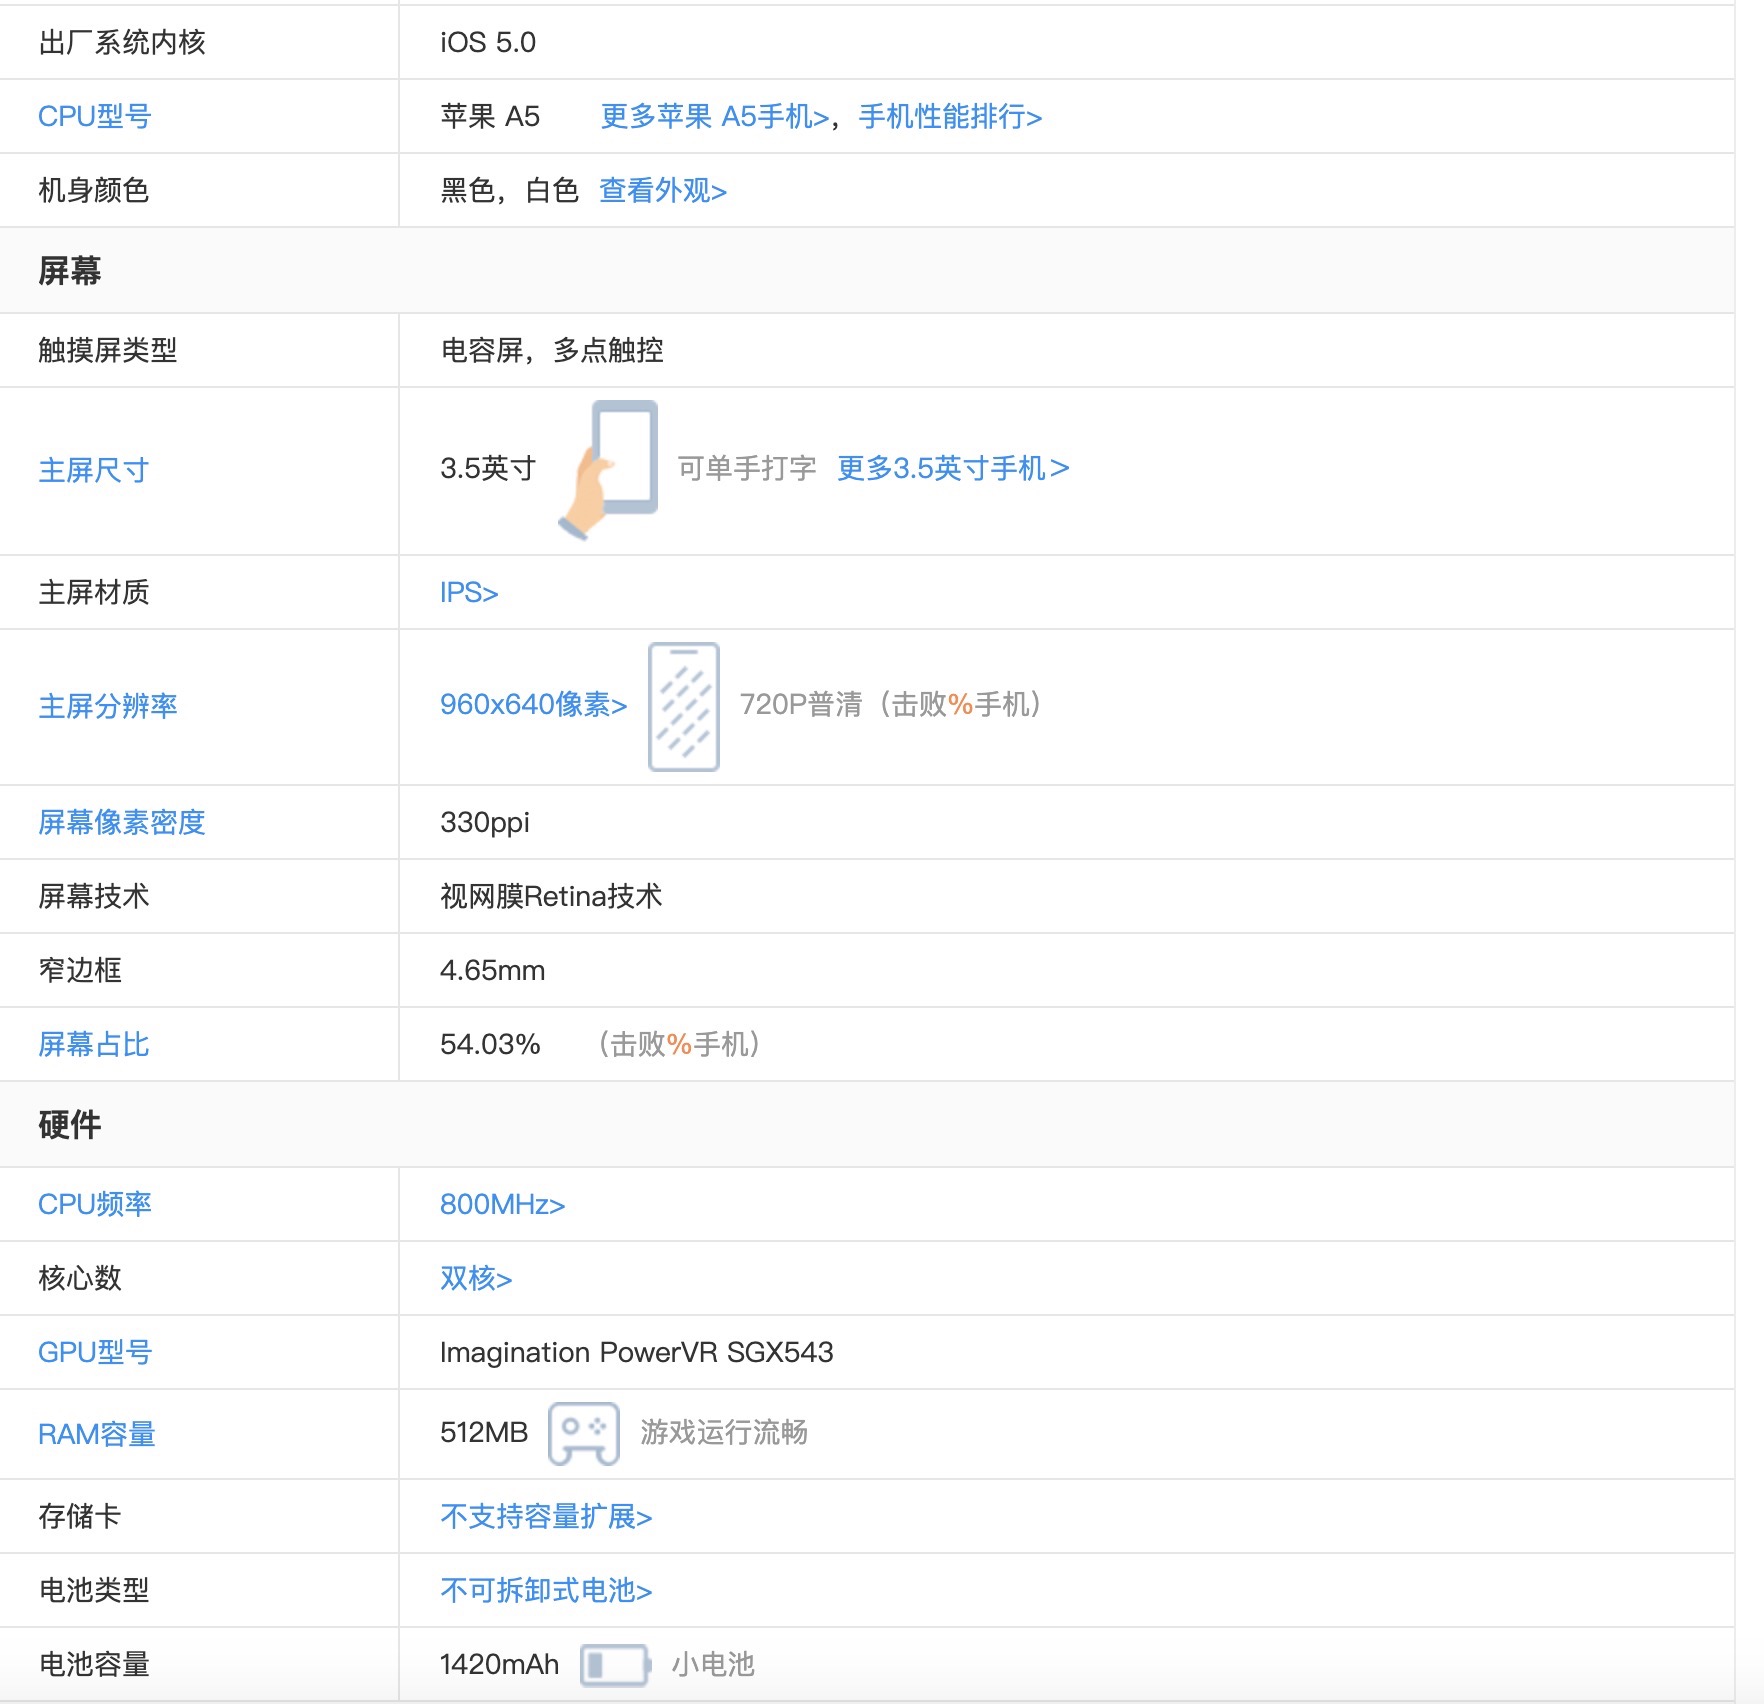 出厂系统内核 iOS 5.0
CPU型号 苹果 A5 更多苹果 A5手机>，手机性能排行>
机身颜色 黑色，白色 查看外观>
屏幕
触摸屏类型 电容屏，多点触控
主屏尺寸 3.5英寸 可单手打字 更多3.5英寸手机>
主屏材质 IPS>
主屏分辨率 960x640像素> 720P普清（击败%手机）
屏幕像素密度 330ppi
屏幕技术 视网膜Retina技术
窄边框 4.65mm
屏幕占比 54.03% （击败%手机）
硬件
CPU频率 800MHz>
核心数 双核>
GPU型号 Imagination PowerVR SGX543
RAM容量 512MB 游戏运行流畅
存储卡 不支持容量扩展>
电池类型 不可拆卸式电池>
电池容量 1420mAh 小电池